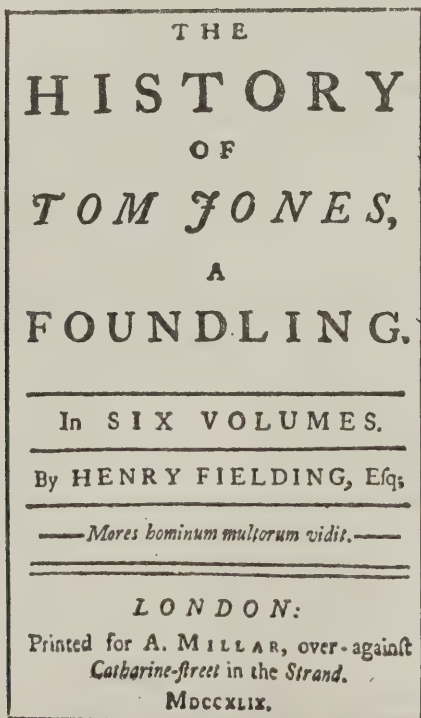 THE
HISTORY
OF
TOM JONES,
A
FOUNDLING.
In SIX VOLUMES.
By HENRY FIELDING, Eſq;
—Mores hominum multorum vidit.—
LONDON:
Printed for A. MILLAR, over-againſt
Catharine-ſtreet in the Strand.
MDCCXLIX.